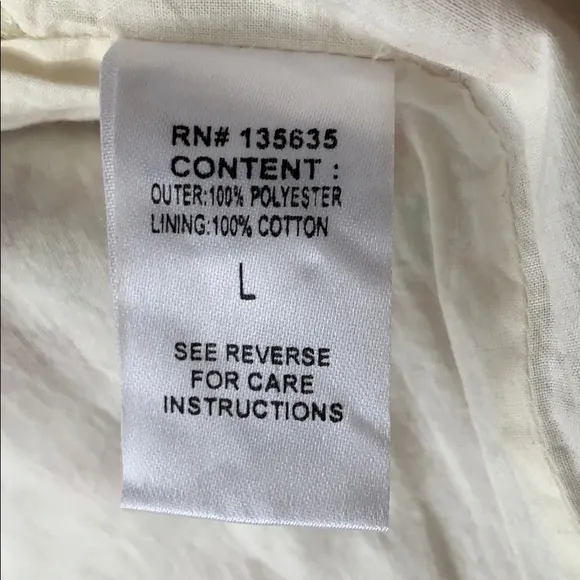 RN# 135635
CONTENT :
OUTER:100% POLYESTER
LINING:100% COTTON
L
SEE REVERSE
FOR CARE
INSTRUCTIONS